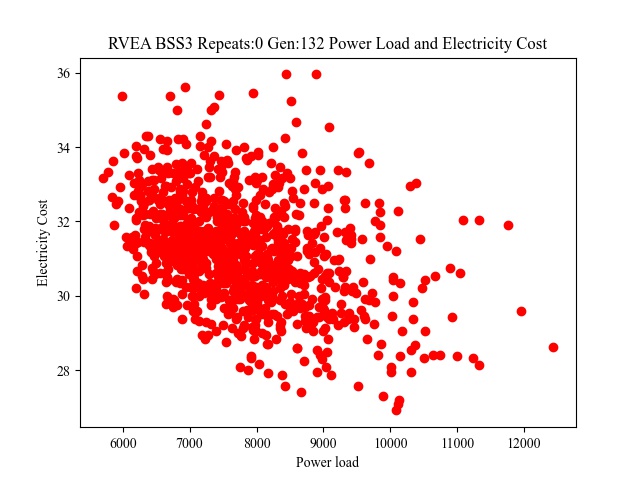 RVEA BSS3 Repeats:0 Gen:132 Power Load and Electricity Cost
36
34
32
30
28
Electricity Cost
6000 7000 8000 9000 10000 11000 12000
Power load